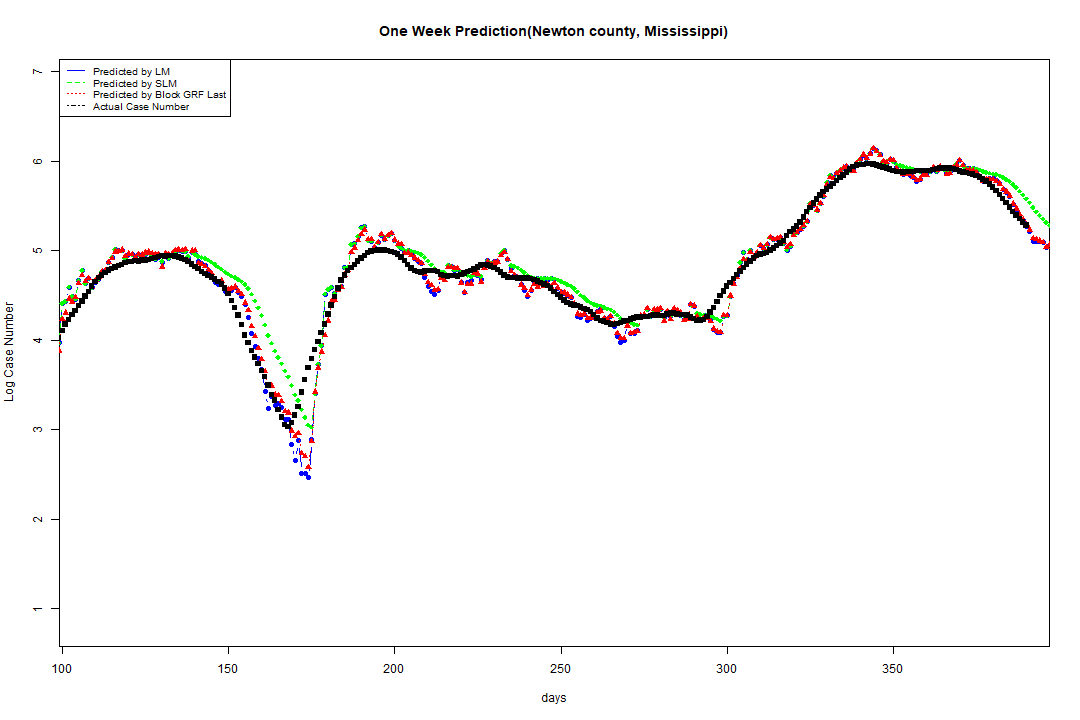 One Week Prediction(Newton county, Mississippi)
Predicted by LM
Predicted by SLM
Predicted by Block GRF Last
Actual Case Number
7
6
5
4
3
2
1
Log Case Number
100 150 200 250 300 350
days